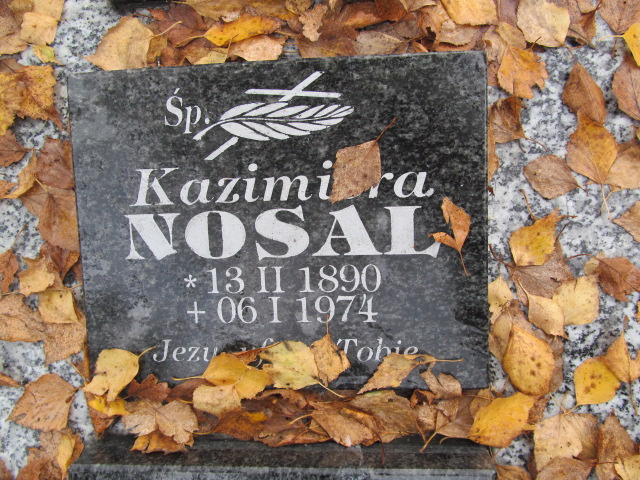 Śp.
Kazimiera
NOSAL
* 13 II 1890
+ 06 I 1974
Jezu Tobie